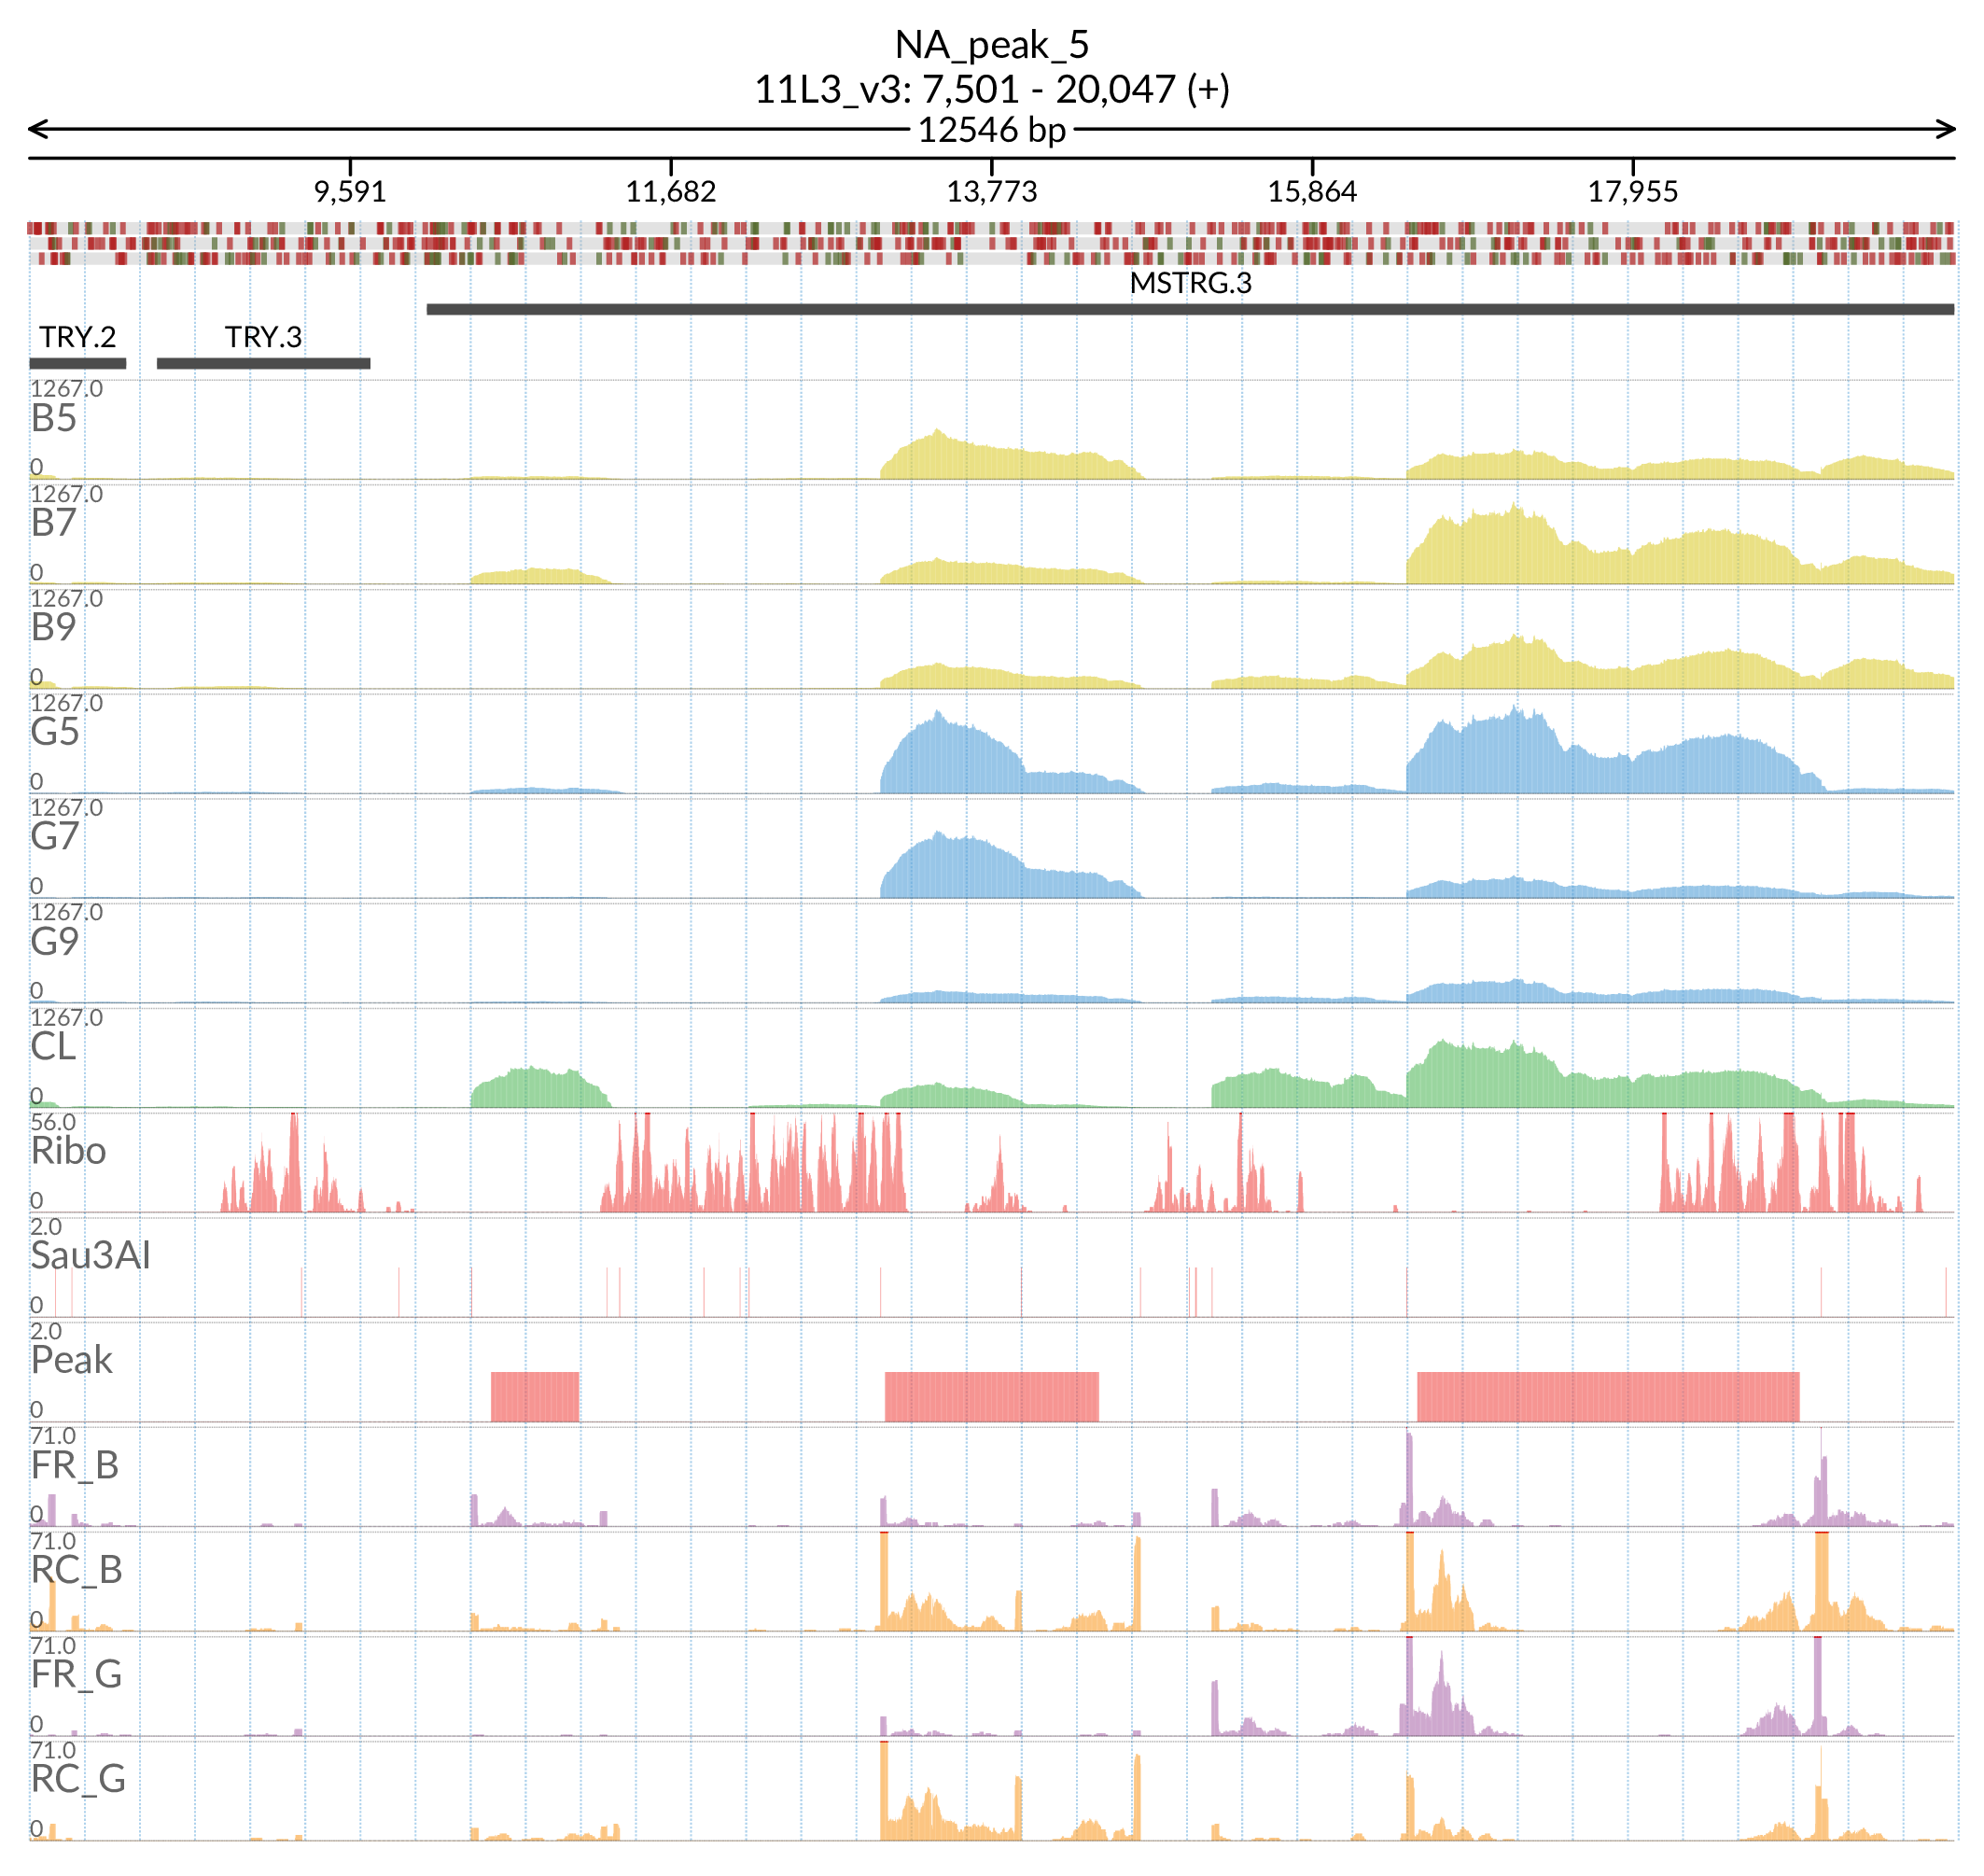 NA_peak_5
11L3_v3: 7,501 - 20,047 (+)
12546 bp
9,591 11,682 13,773 15,864 17,955
MSTRG.3
TRY.2 TRY.3
1267.0
B5
0
1267.0
B7
0
1267.0
B9
0
1267.0
G5
0
1267.0
G7
0
1267.0
G9
0
1267.0
CL
0
56.0
Ribo
0
2.0
Sau3AI
0
2.0
Peak
0
71.0
FR_B
0
71.0
RC_B
0
71.0
FR_G
0
71.0
RC_G
0